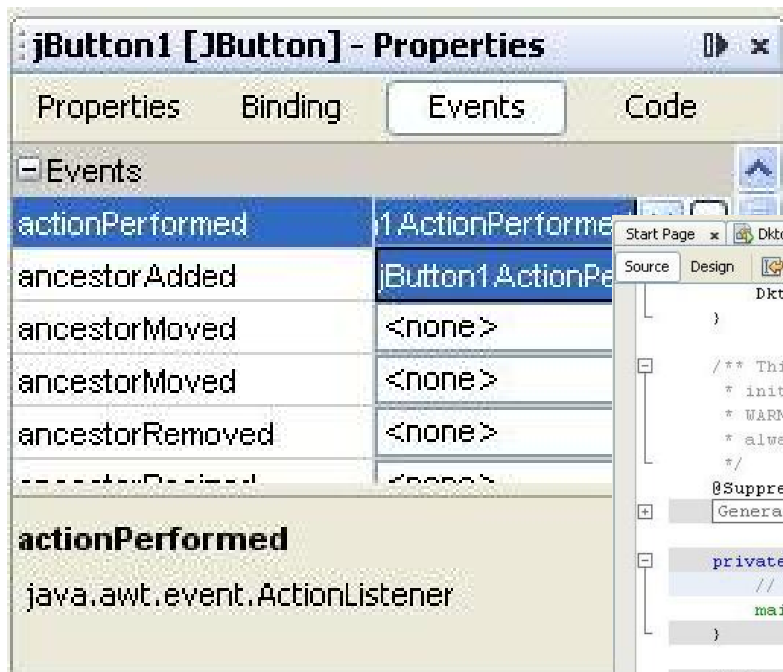 jButton1 [JButton] - Properties
Properties Binding Events Code
Events
actionPerformed 1ActionPerforme
ancestorAdded jButton1ActionPe
ancestorMoved <none>
ancestorMoved <none>
ancestorRemoved <none>
actionPerformed
java.awt.event.ActionListener
Start Page Dkt
Source Design
Dkt
}
/** Thi
* init
* WARN
* alwa
*/
@Suppre
Genera
private
//
mai
}